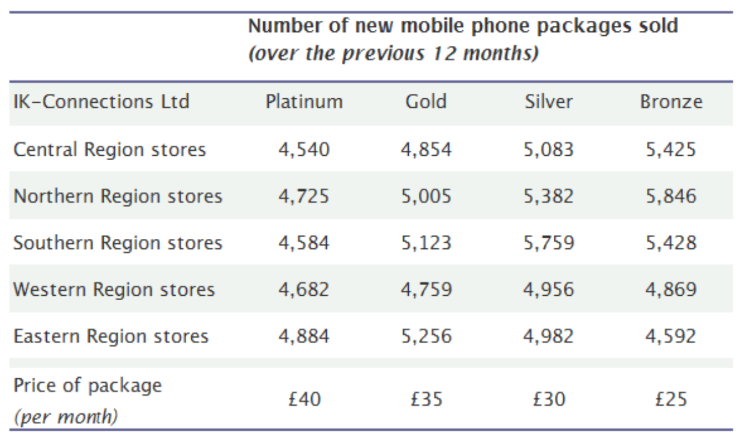 Number of new mobile phone packages sold
(over the previous 12 months)
IK-Connections Ltd Platinum Gold Silver Bronze
Central Region stores 4,540 4,854 5,083 5,425
Northern Region stores 4,725 5,005 5,382 5,846
Southern Region stores 4,584 5,123 5,759 5,428
Western Region stores 4,682 4,759 4,956 4,869
Eastern Region stores 4,884 5,256 4,982 4,592
Price of package
(per month) £40 £35 £30 £25